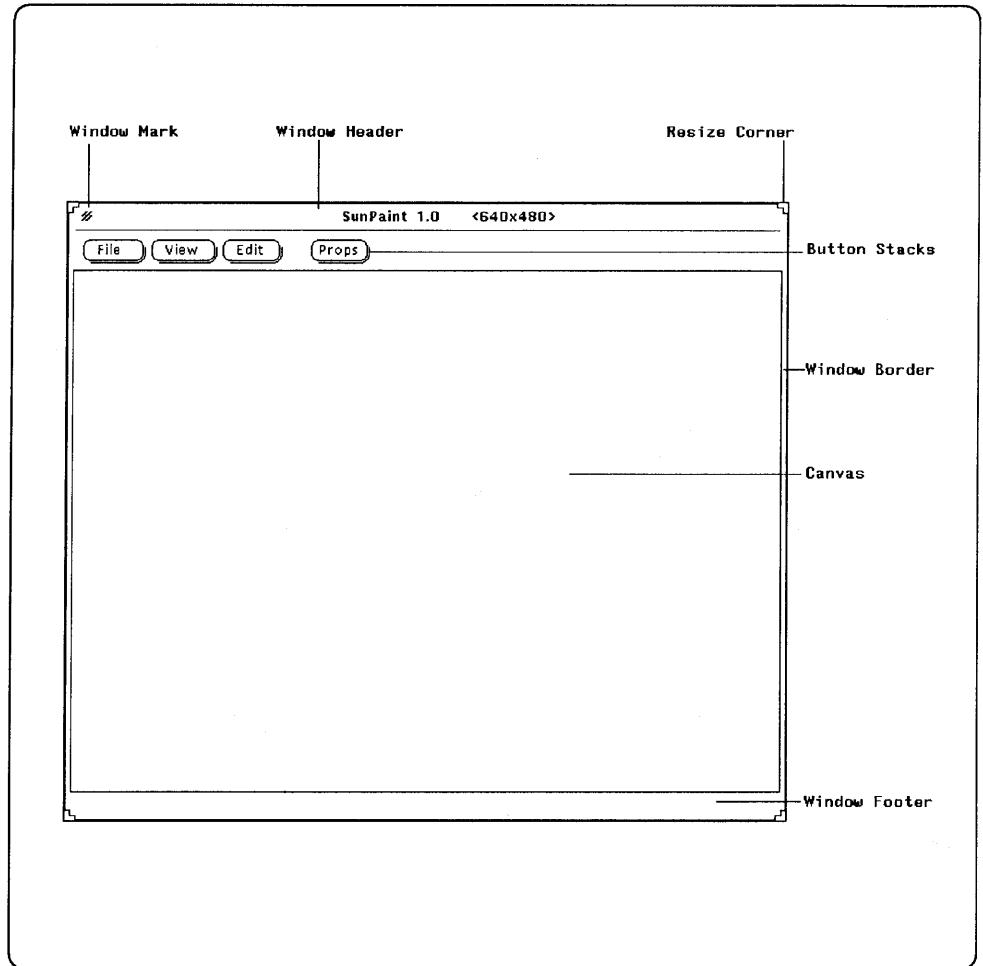 Window Mark
Window Header
Resize Corner
SunPaint 1.0 <640x480>
File View Edit Props
Button Stacks
Window Border
Canvas
Window Footer